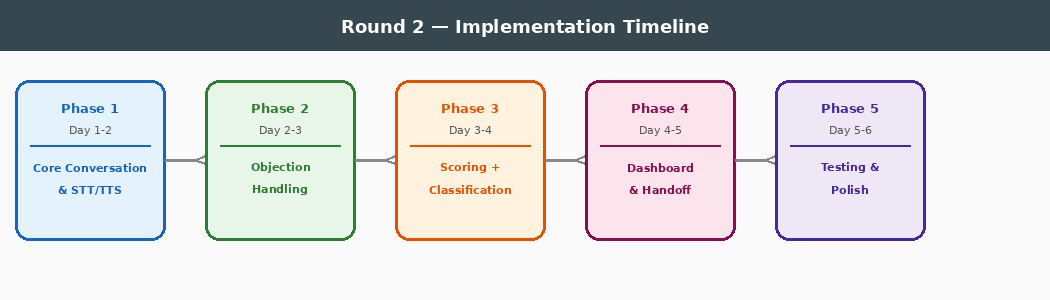 Round 2 — Implementation Timeline
Phase 1
Day 1-2
Core Conversation
& STT/TTS
Phase 2
Day 2-3
Objection
Handling
Phase 3
Day 3-4
Scoring +
Classification
Phase 4
Day 4-5
Dashboard
& Handoff
Phase 5
Day 5-6
Testing &
Polish